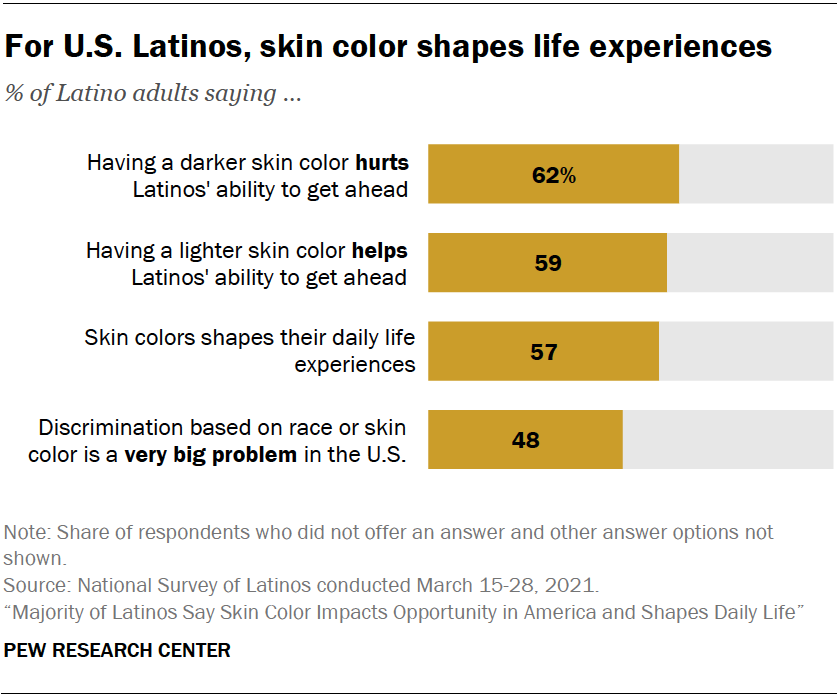 For U.S. Latinos, skin color shapes life experiences
% of Latino adults saying ...
Having a darker skin color hurts
Latinos' ability to get ahead
62%
Having a lighter skin color helps
Latinos' ability to get ahead
59
Skin colors shapes their daily life
experiences
57
Discrimination based on race or skin
color is a very big problem in the U.S.
48
Note: Share of respondents who did not offer an answer and other answer options not
shown.
Source: National Survey of Latinos conducted March 15-28, 2021.
“Majority of Latinos Say Skin Color Impacts Opportunity in America and Shapes Daily Life”
PEW RESEARCH CENTER